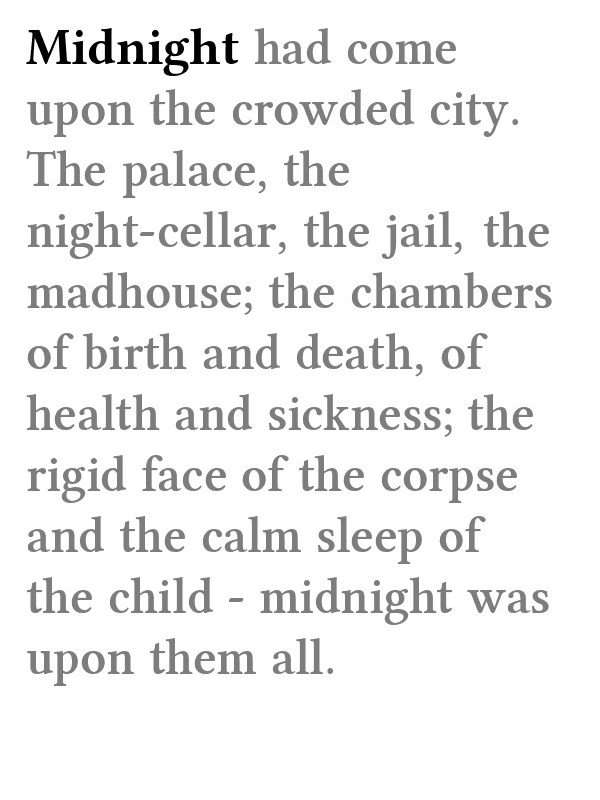 Midnight had come
upon the crowded city.
The palace, the
night-cellar, the jail, the
madhouse; the chambers
of birth and death, of
health and sickness; the
rigid face of the corpse
and the calm sleep of
the child - midnight was
upon them all.